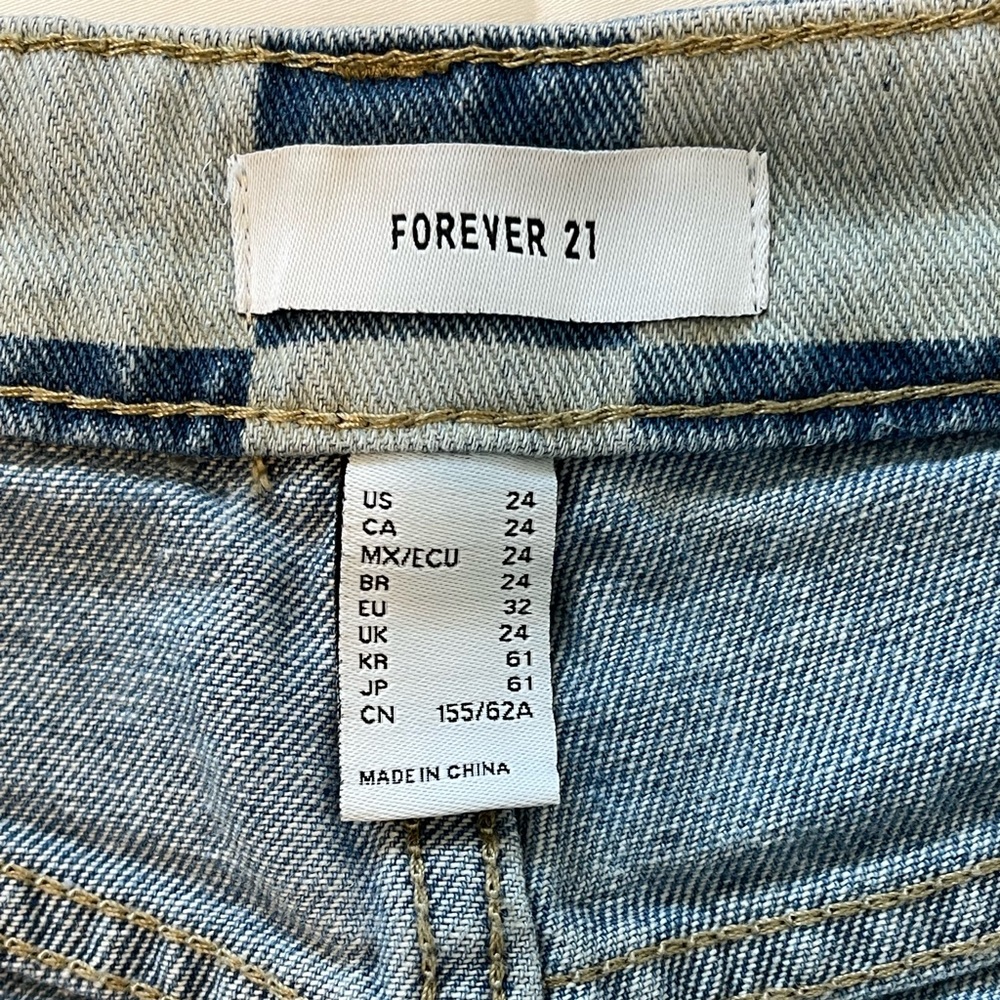 FOREVER 21
US 24
CA 24
MX/ECU 24
BR 24
EU 32
UK 24
KR 61
JP 61
CN 155/62A
MADE IN CHINA